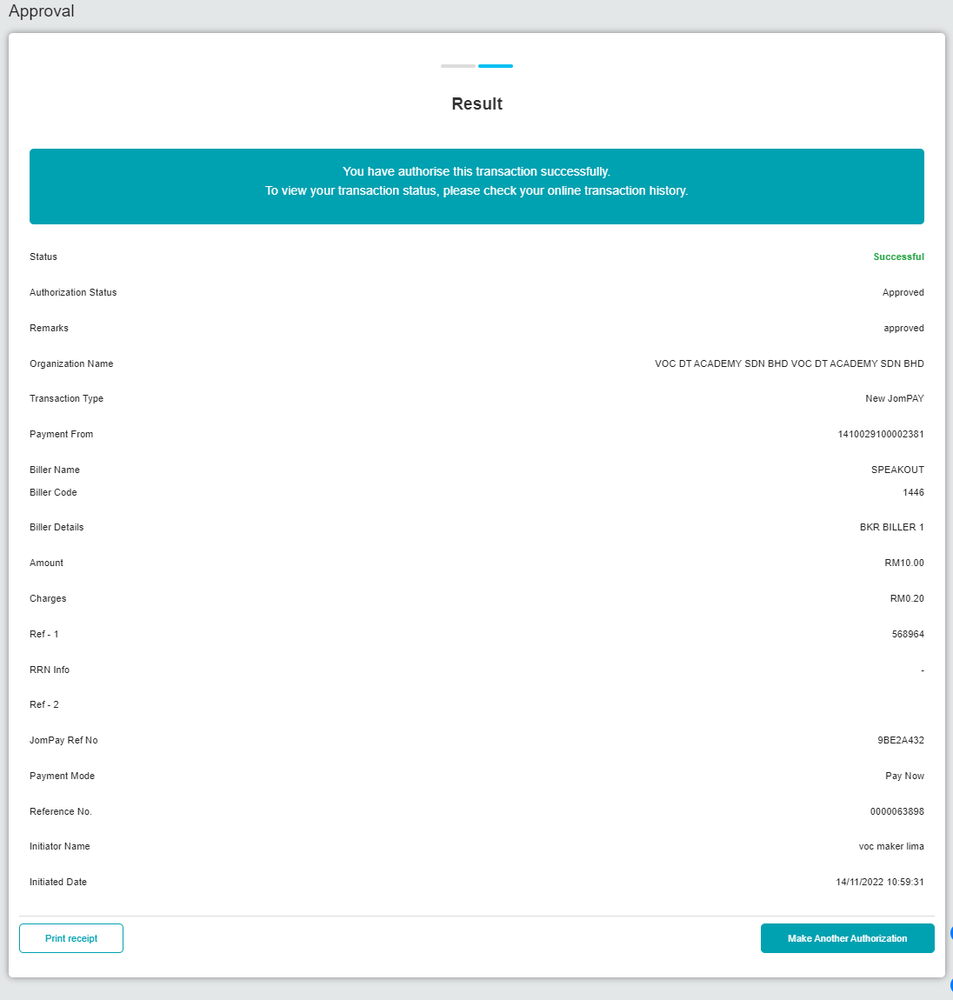 Approval
Result
You have authorise this transaction successfully.
To view your transaction status, please check your online transaction history.
Status Successful
Authorization Status Approved
Remarks approved
Organization Name VOC DT ACADEMY SDN BHD VOC DT ACADEMY SDN BHD
Transaction Type New JomPAY
Payment From 1410029100002381
Biller Name SPEAKOUT
Biller Code 1446
Biller Details BKR BILLER 1
Amount RM10.00
Charges RM0.20
Ref - 1 568964
RRN Info -
Ref - 2
JomPay Ref No 9BE2A432
Payment Mode Pay Now
Reference No. 0000063898
Initiator Name voc maker lima
Initiated Date 14/11/2022 10:59:31
Print receipt Make Another Authorization